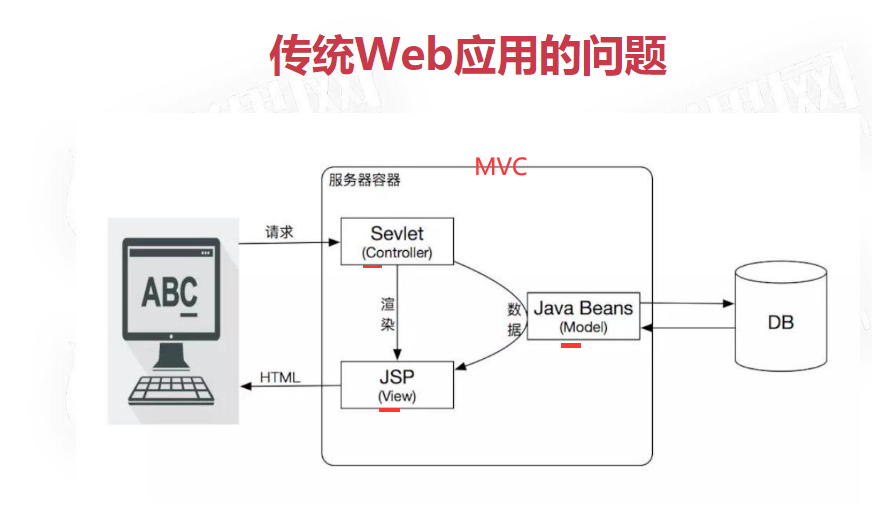 传统Web应用的问题
MVC
服务器容器
请求
Sevlet
(Controller)
ABC
渲染
数据
Java Beans
(Model)
DB
HTML
JSP
(View)